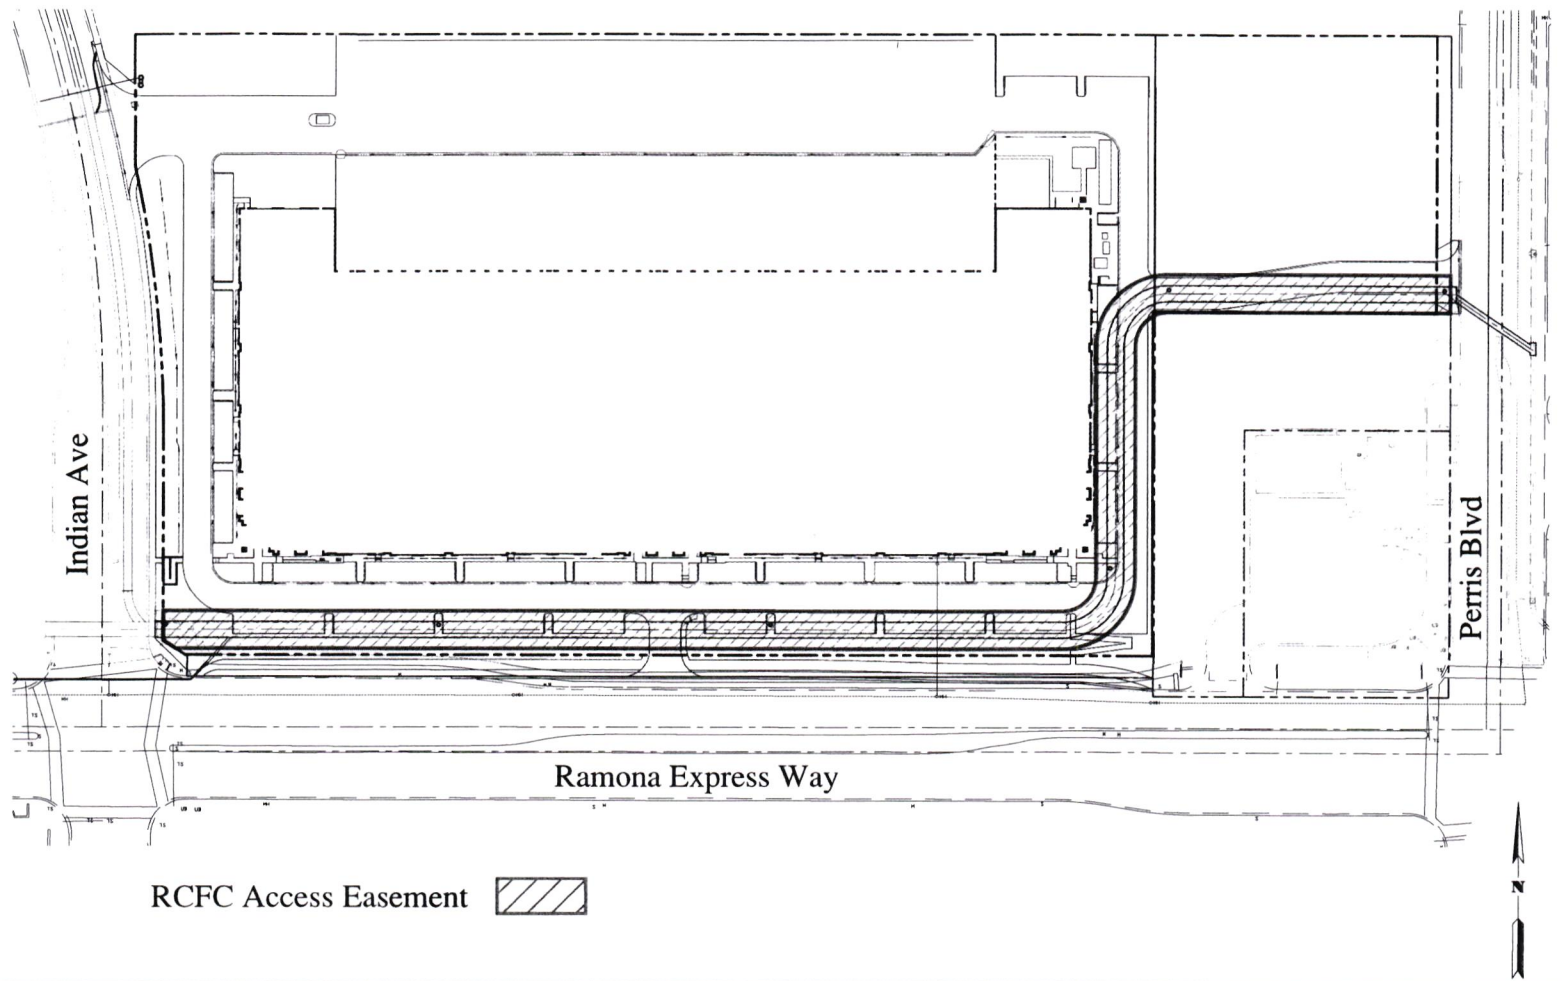 Indian Ave
Perris Blvd
Ramona Express Way
RCFC Access Easement
N